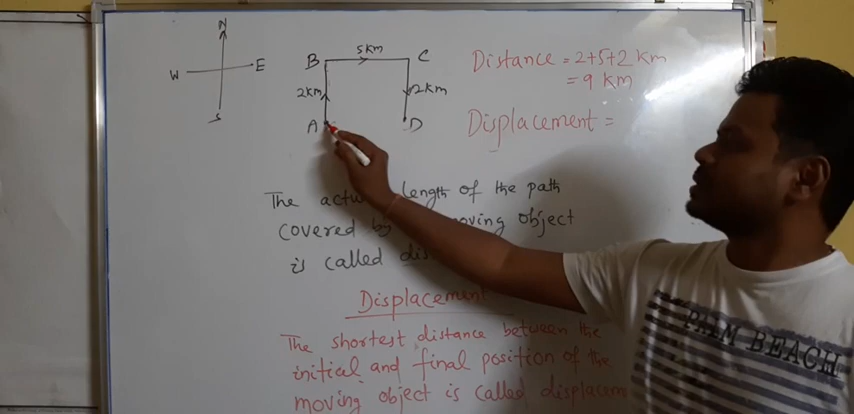 N
W E
S
B 5km C
2km 2km
A D
Distance = 2+5+2 km
= 9 km
Displacement =
The length of the path
covered by moving object
is called
Displacement
The shortest distance between the
initial and final position of the
moving object is called displacem
PALM BEACH